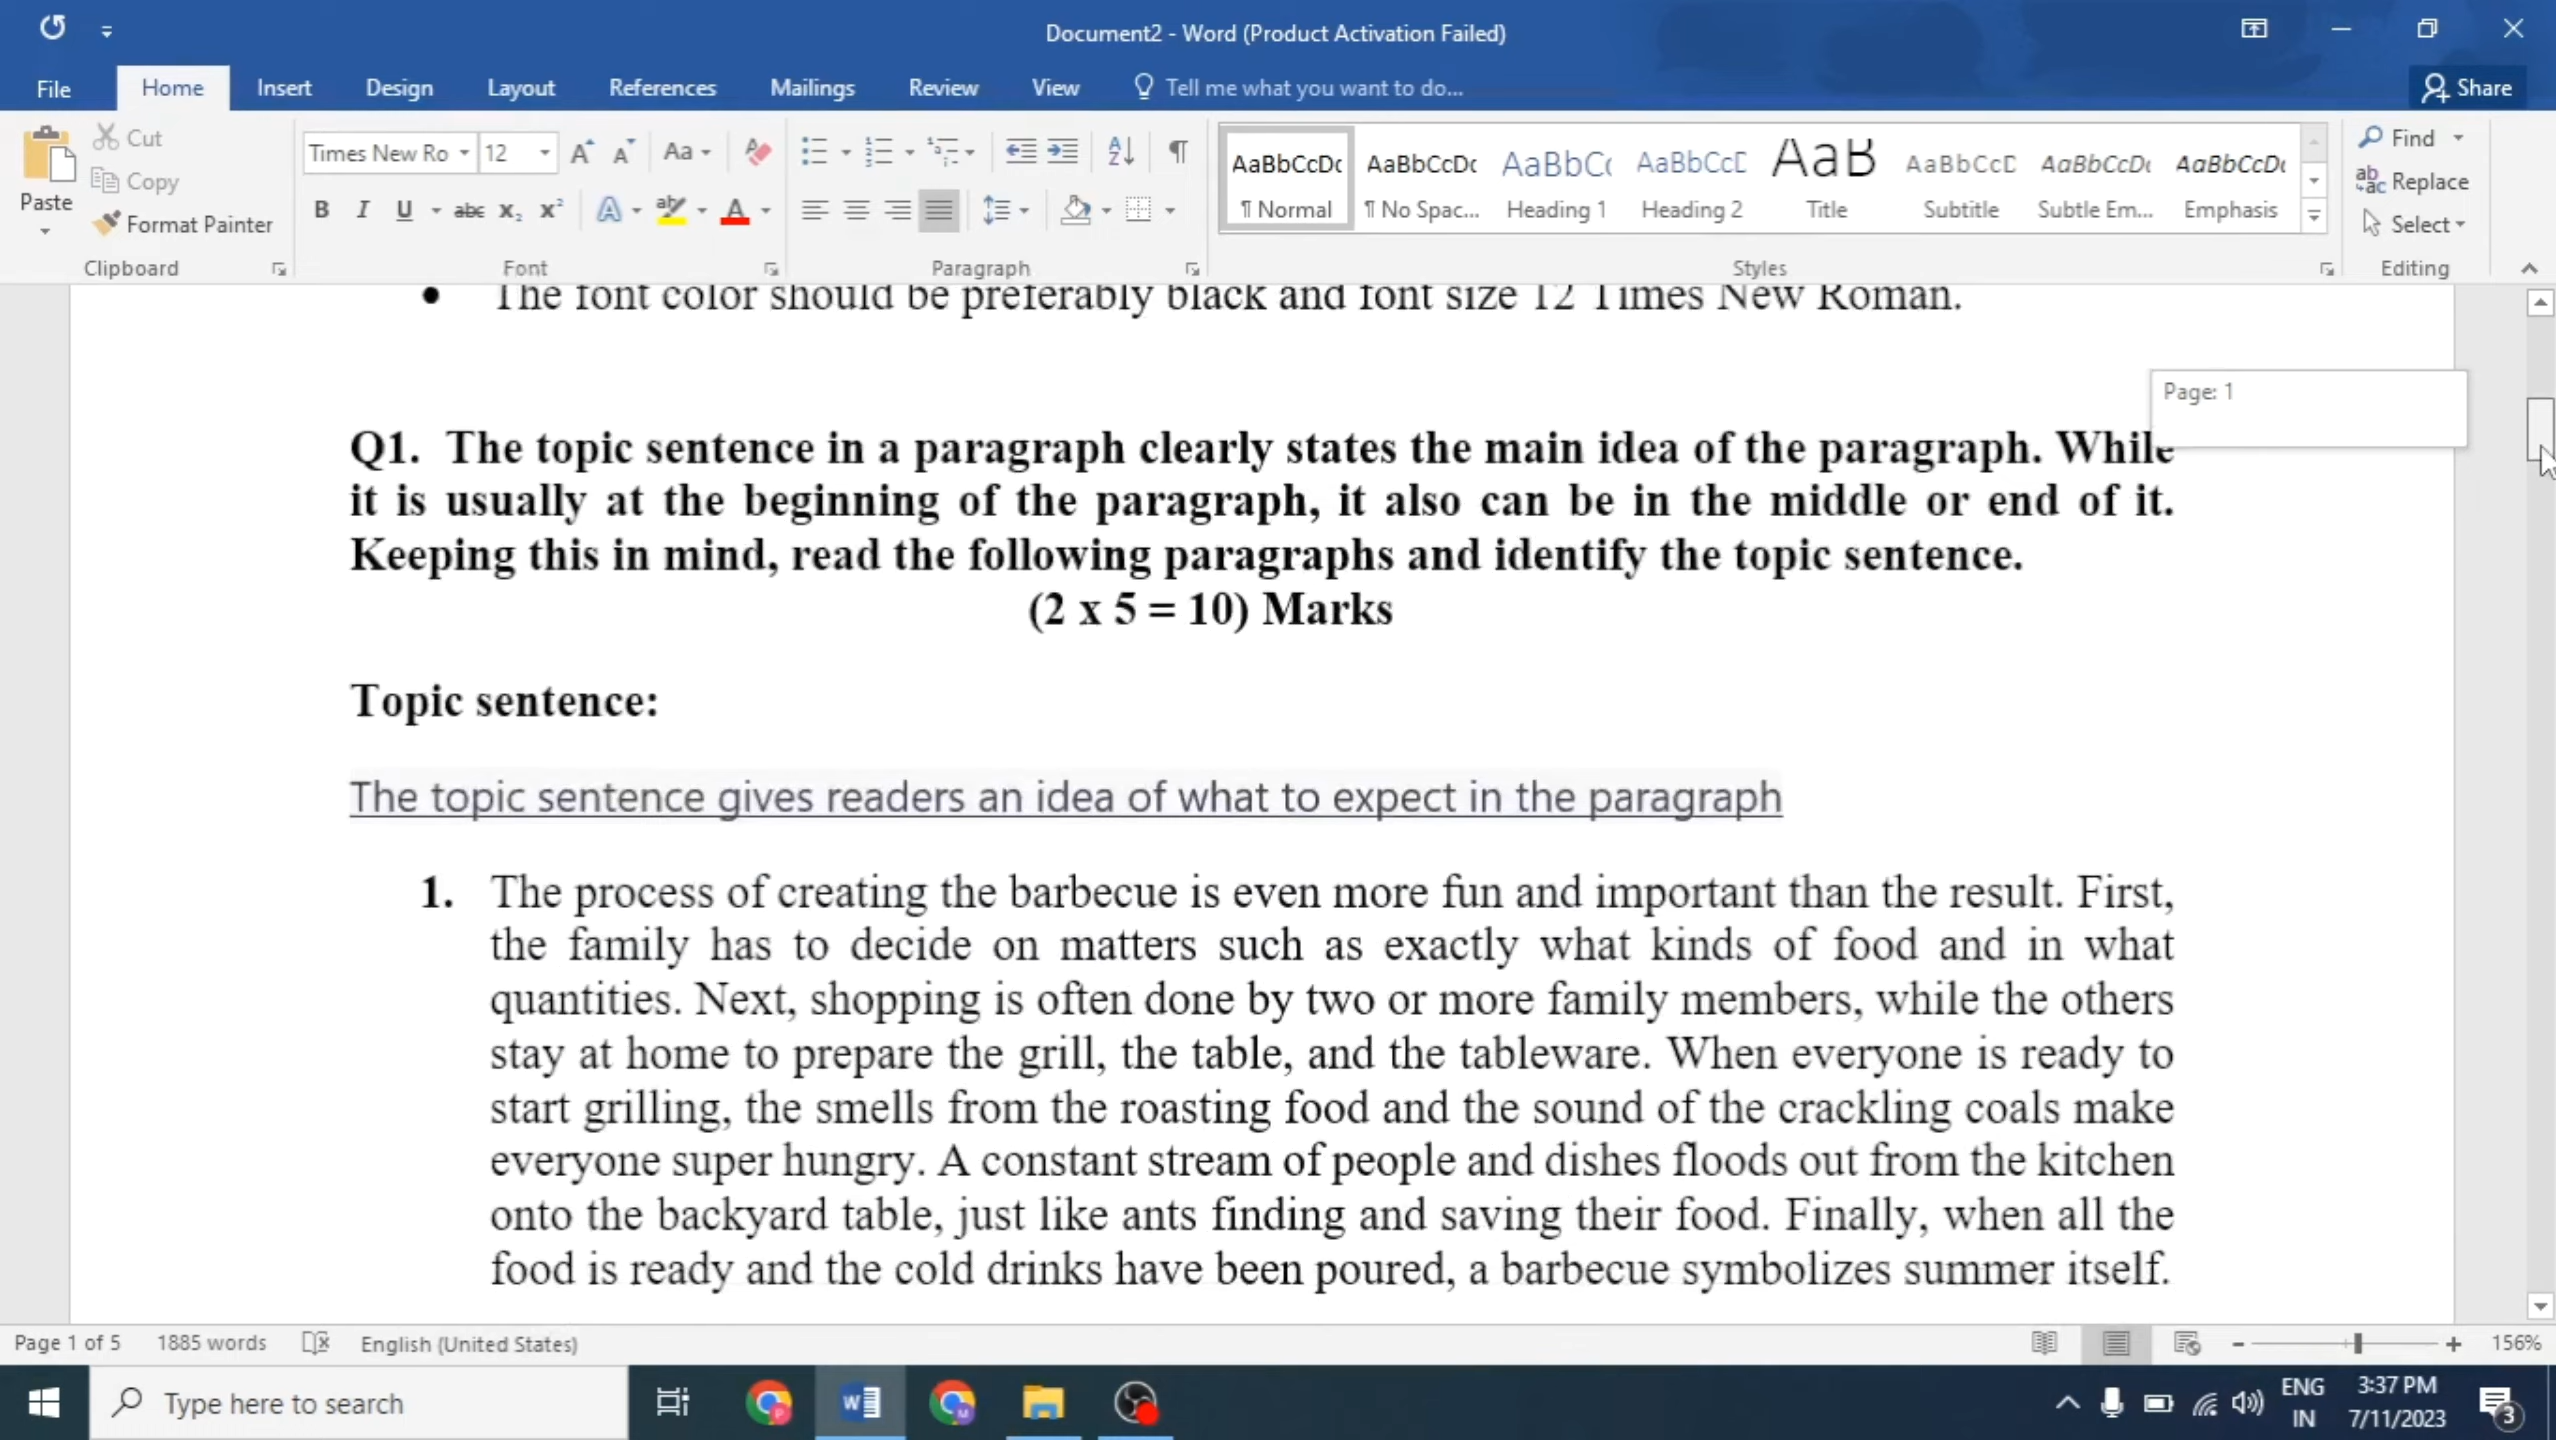 Document2 - Word (Product Activation Failed)
File Home Insert Design Layout References Mailings Review View Tell me what you want to do... Share
Paste
Cut
Copy
Format Painter
Clipboard
Times New Ro 12 Aa
B I U abc X₂ X² A ab A
Font
Paragraph
AaBbCcDc AaBbCcDc AaBbC( AaBbCcC AaB AaBbCcD AaBbCcDc AaBbCcDc
¶ Normal ¶ No Spac... Heading 1 Heading 2 Title Subtitle Subtle Em... Emphasis
Styles
Find
Replace
Select
Editing
• The font color should be preferably black and font size 12 Times New Roman.
Page: 1
Q1. The topic sentence in a paragraph clearly states the main idea of the paragraph. While
it is usually at the beginning of the paragraph, it also can be in the middle or end of it.
Keeping this in mind, read the following paragraphs and identify the topic sentence.
(2 x 5 = 10) Marks
Topic sentence:
The topic sentence gives readers an idea of what to expect in the paragraph
1. The process of creating the barbecue is even more fun and important than the result. First,
the family has to decide on matters such as exactly what kinds of food and in what
quantities. Next, shopping is often done by two or more family members, while the others
stay at home to prepare the grill, the table, and the tableware. When everyone is ready to
start grilling, the smells from the roasting food and the sound of the crackling coals make
everyone super hungry. A constant stream of people and dishes floods out from the kitchen
onto the backyard table, just like ants finding and saving their food. Finally, when all the
food is ready and the cold drinks have been poured, a barbecue symbolizes summer itself.
Page 1 of 5 1885 words English (United States) 156%
Type here to search
ENG
IN
3:37 PM
7/11/2023
3